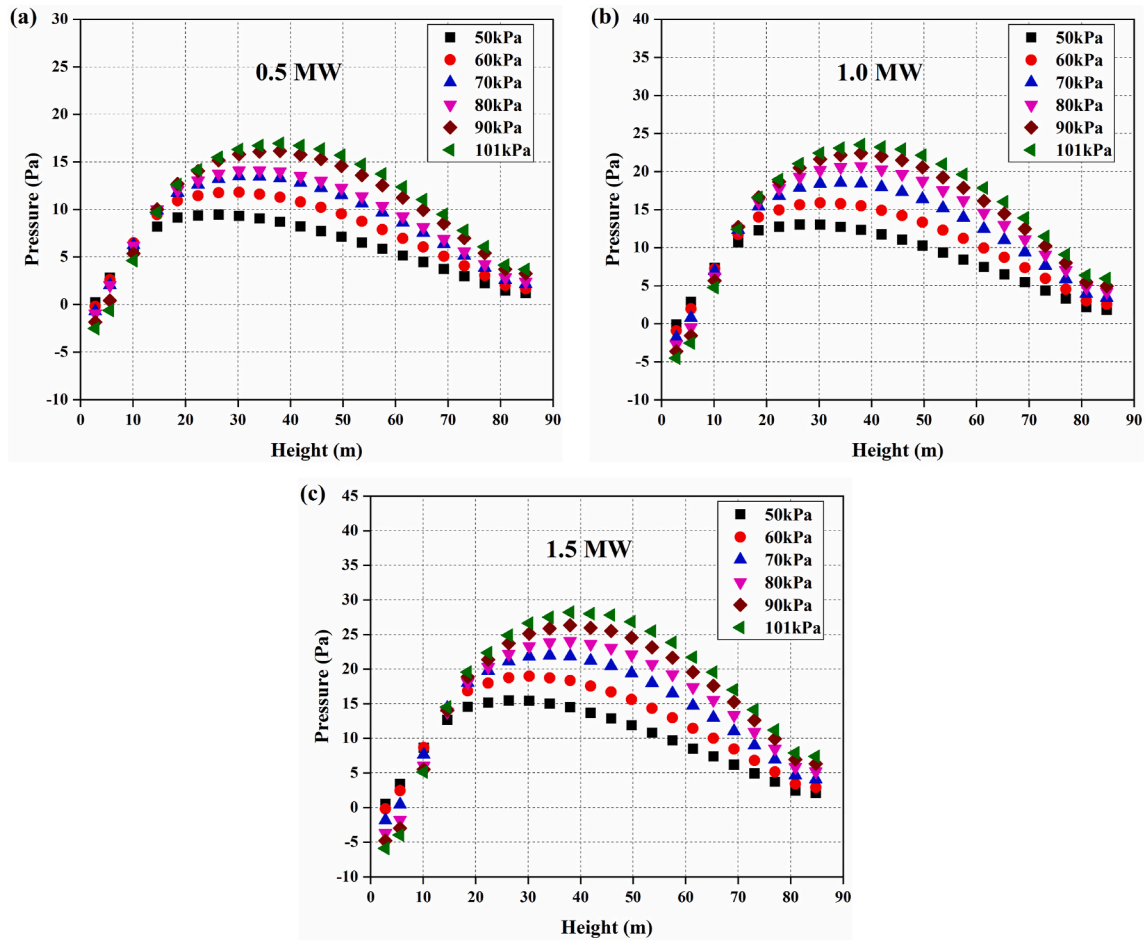 (a)
30
25
20
15
10
5
0
-5
-10
Pressure (Pa)
0.5 MW
50kPa
60kPa
70kPa
80kPa
90kPa
101kPa
0 10 20 30 40 50 60 70 80 90
Height (m)
(b)
40
35
30
25
20
15
10
5
0
-5
-10
Pressure (Pa)
1.0 MW
50kPa
60kPa
70kPa
80kPa
90kPa
101kPa
0 10 20 30 40 50 60 70 80 90
Height (m)
(c)
45
40
35
30
25
20
15
10
5
0
-5
-10
Pressure (Pa)
1.5 MW
50kPa
60kPa
70kPa
80kPa
90kPa
101kPa
0 10 20 30 40 50 60 70 80 90
Height (m)